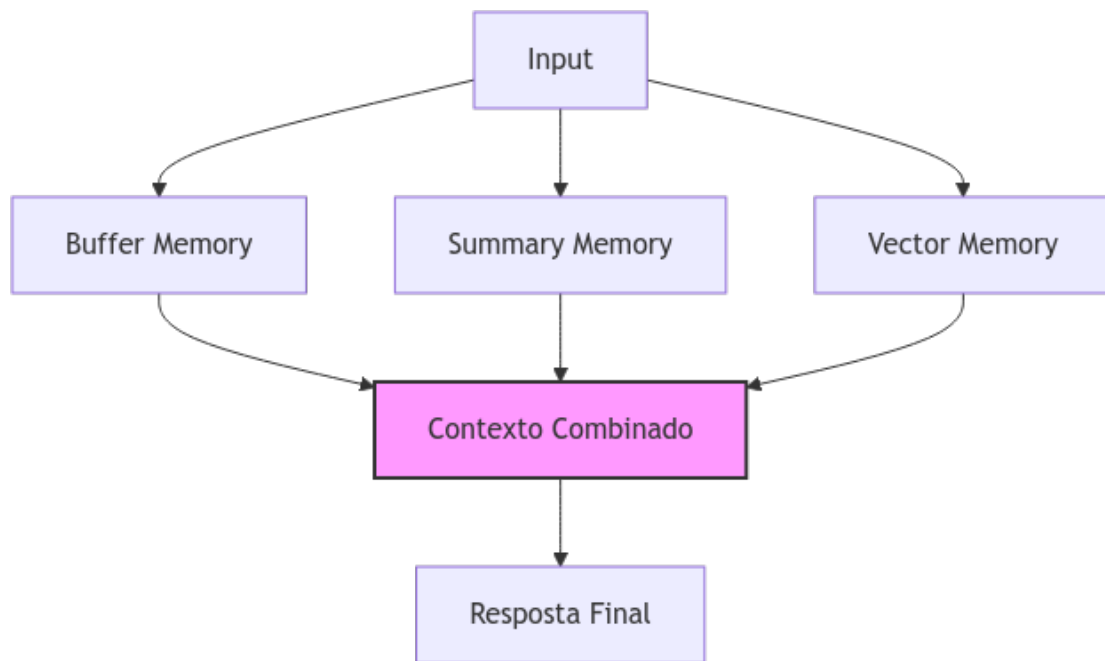 Input
Buffer Memory
Summary Memory
Vector Memory
Contexto Combinado
Resposta Final